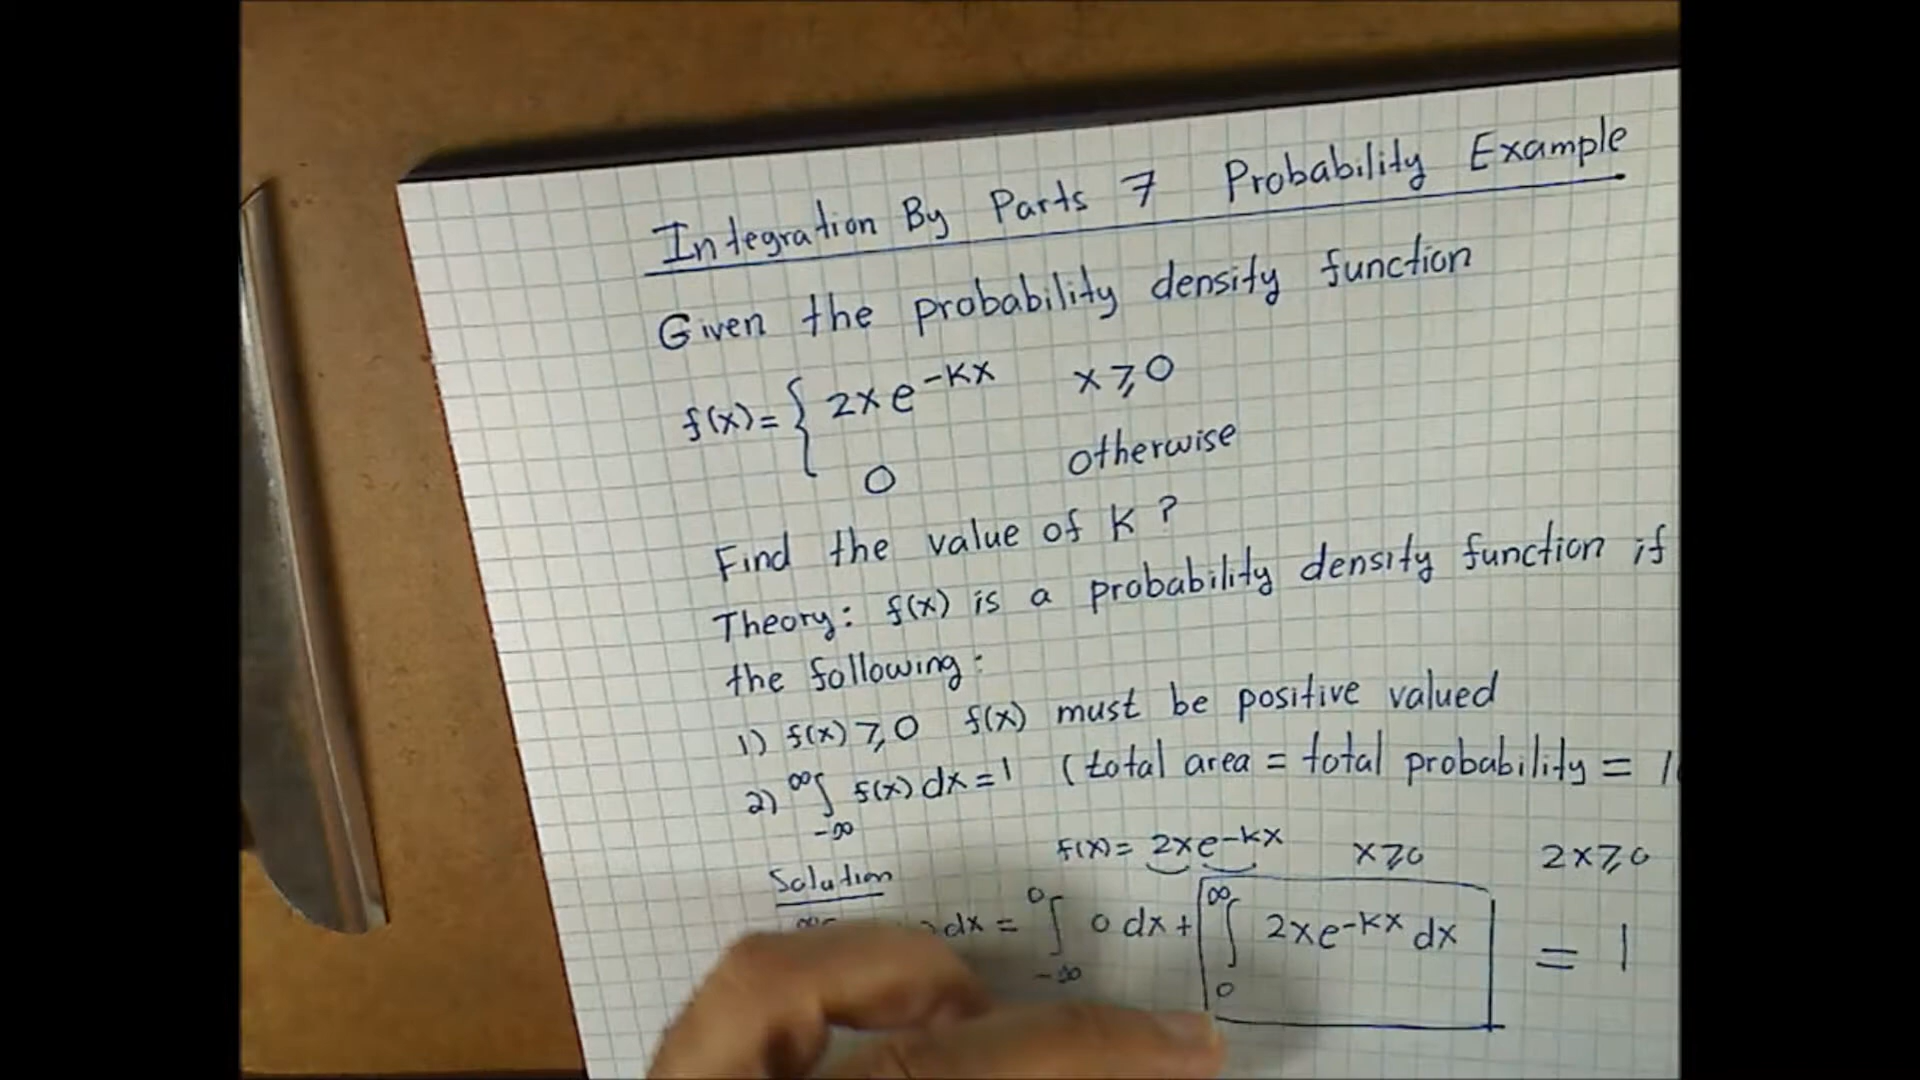 Integration By Parts 7 Probability Example
Given the probability density function
f(x) = { 2xe^-kx x ⩾ 0
0 otherwise
Find the value of k?
Theory: f(x) is a probability density function if
the following:
1) f(x) ⩾ 0 f(x) must be positive valued
2) ∞∫-∞ f(x) dx = 1 (total area = total probability = 1
f(x) = 2xe^-kx x ⩾ 0 2x ⩾ 0
Solution
dx = 0∫-∞ 0 dx + ∞∫0 2xe^-kx dx = 1